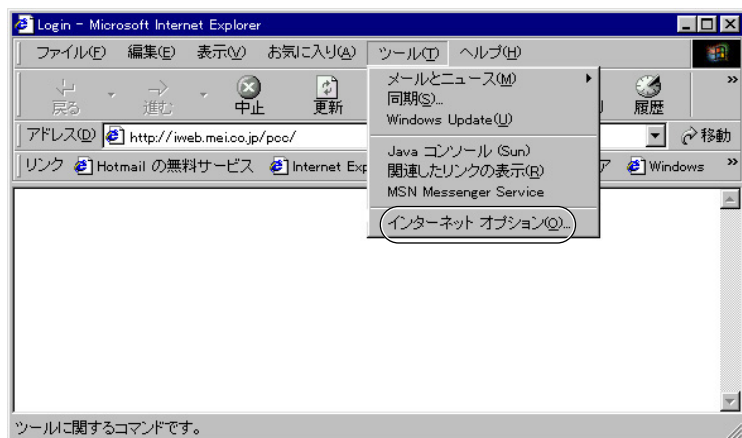 Login - Microsoft Internet Explorer
ファイル(F) 編集(E) 表示(V) お気に入り(A) ツール(T) ヘルプ(H)
戻る 進む 中止 更新 履歴 »
メールとニュース(M)
同期(S)...
Windows Update(U)
Java コンソール (Sun)
関連したリンクの表示(R)
MSN Messenger Service
インターネット オプション(O)...
アドレス(D) http://iweb.mei.co.jp/pcc/ 移動
リンク Hotmail の無料サービス Internet Windows »
ツールに関するコマンドです。